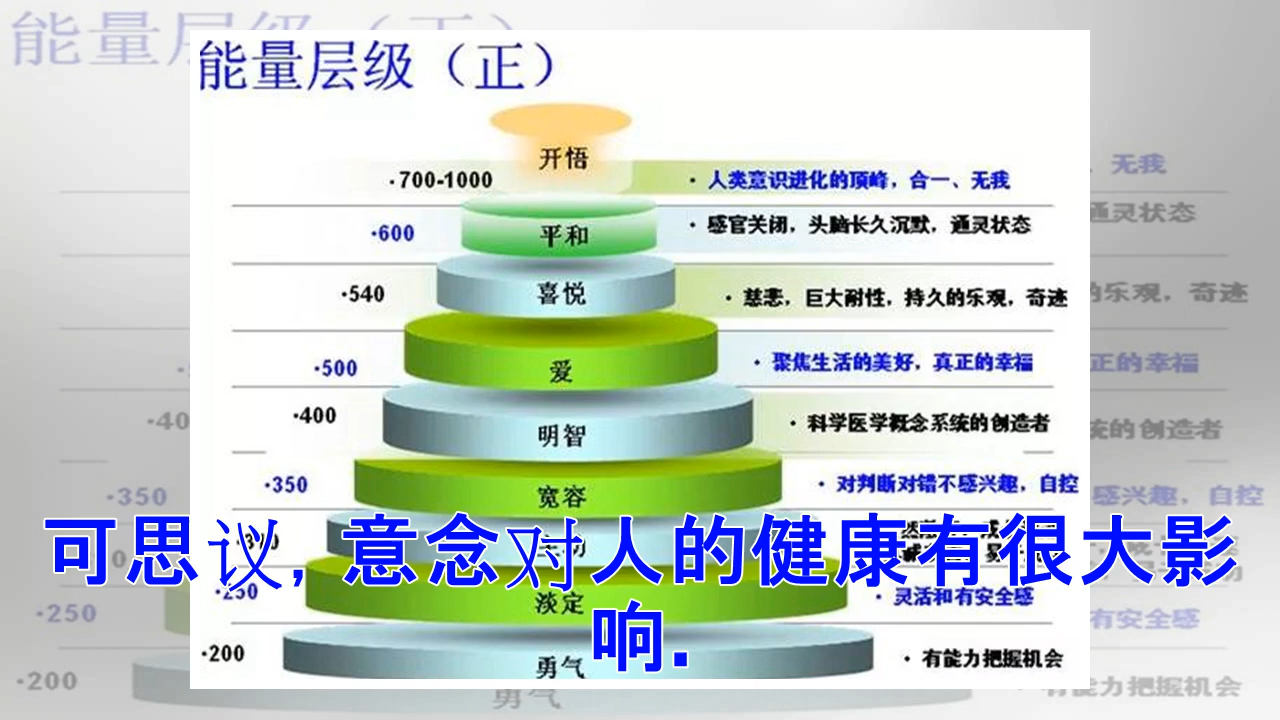 能量层级（正）
开悟
·700-1000
· 人类意识进化的顶峰，合一、无我
平和
·600
· 感官关闭，头脑长久沉默，通灵状态
喜悦
·540
· 慈悲，巨大耐性，持久的乐观，奇迹
爱
·500
· 聚焦生活的美好，真正的幸福
明智
·400
· 科学医学概念系统的创造者
宽容
·350
· 对判断对错不感兴趣，自控
可思议，意念对人的健康有很大影
响.
淡定
·250
· 灵活和有安全感
勇气
·200
· 有能力把握机会